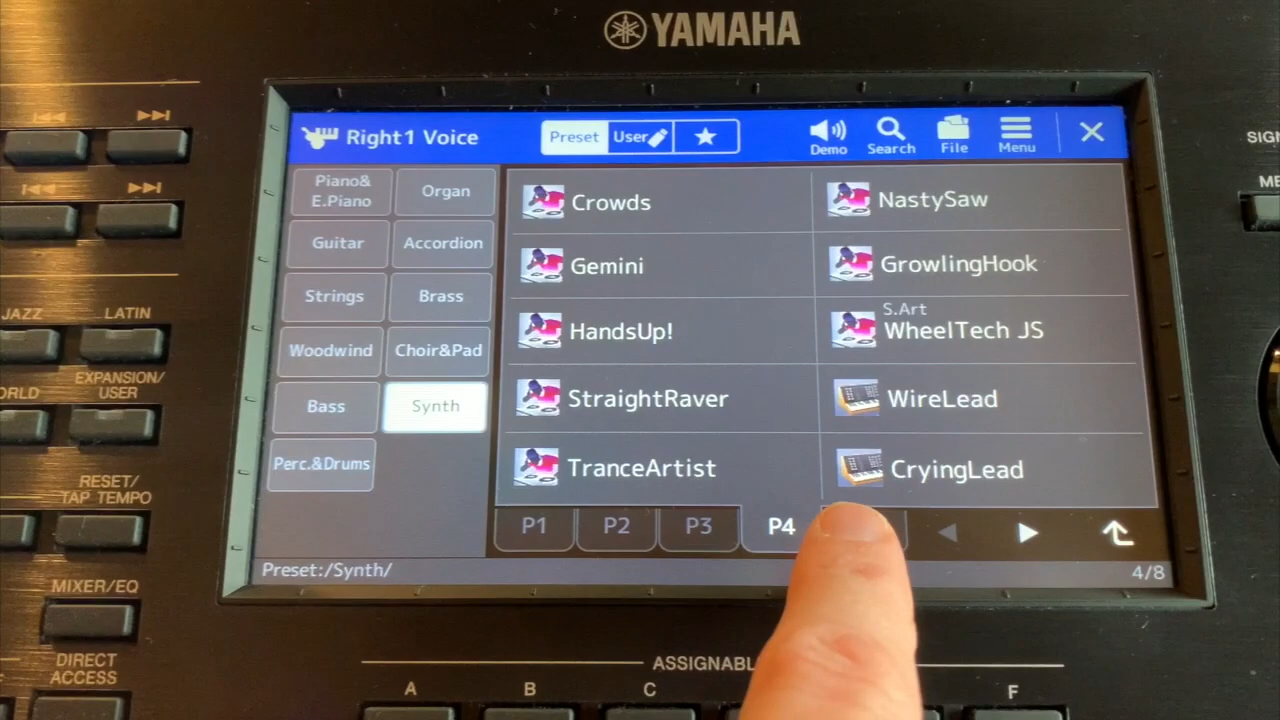 YAMAHA
Right1 Voice
Preset
User
Demo
Search
File
Menu
Piano&
E.Piano
Organ
Guitar
Accordion
Strings
Brass
Woodwind
Choir&Pad
Bass
Synth
Perc.&Drums
Crowds
NastySaw
Gemini
GrowlingHook
HandsUp!
S.Art
WheelTech JS
StraightRaver
WireLead
TranceArtist
CryingLead
P1
P2
P3
P4
Preset:/Synth/
4/8
JAZZ
LATIN
EXPANSION/
USER
RESET/
TAP TEMPO
MIXER/EQ
DIRECT
ACCESS
A
B
C
F